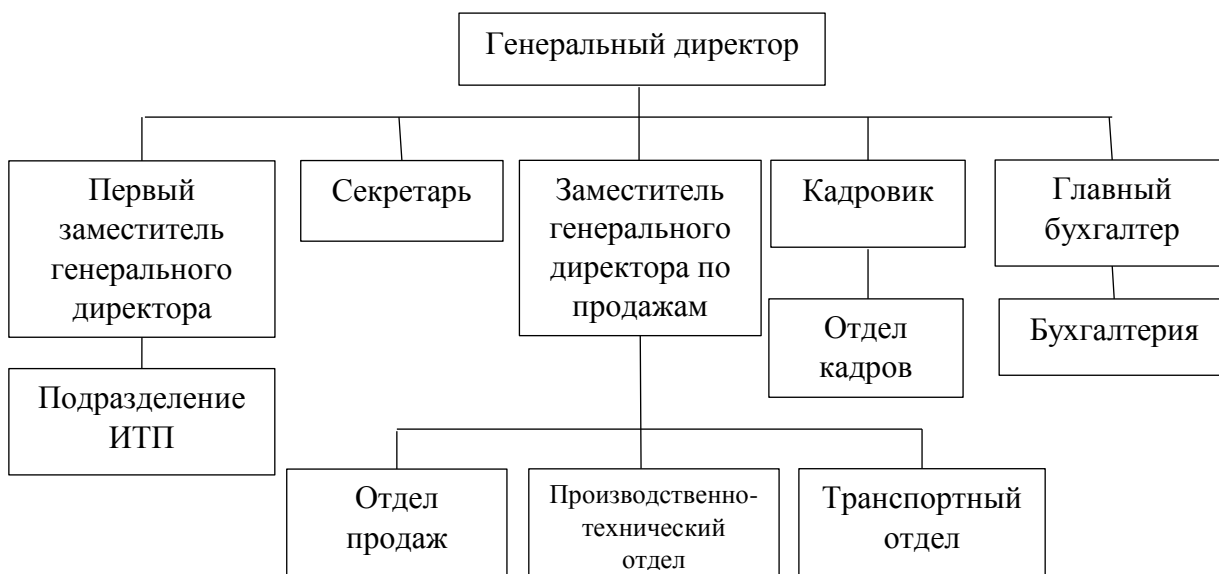 Генеральный директор
Первый
заместитель
генерального
директора
Секретарь
Заместитель
генерального
директора по
продажам
Кадровик
Главный
бухгалтер
Подразделение
ИТП
Отдел
кадров
Бухгалтерия
Отдел
продаж
Производственно-
технический
отдел
Транспортный
отдел